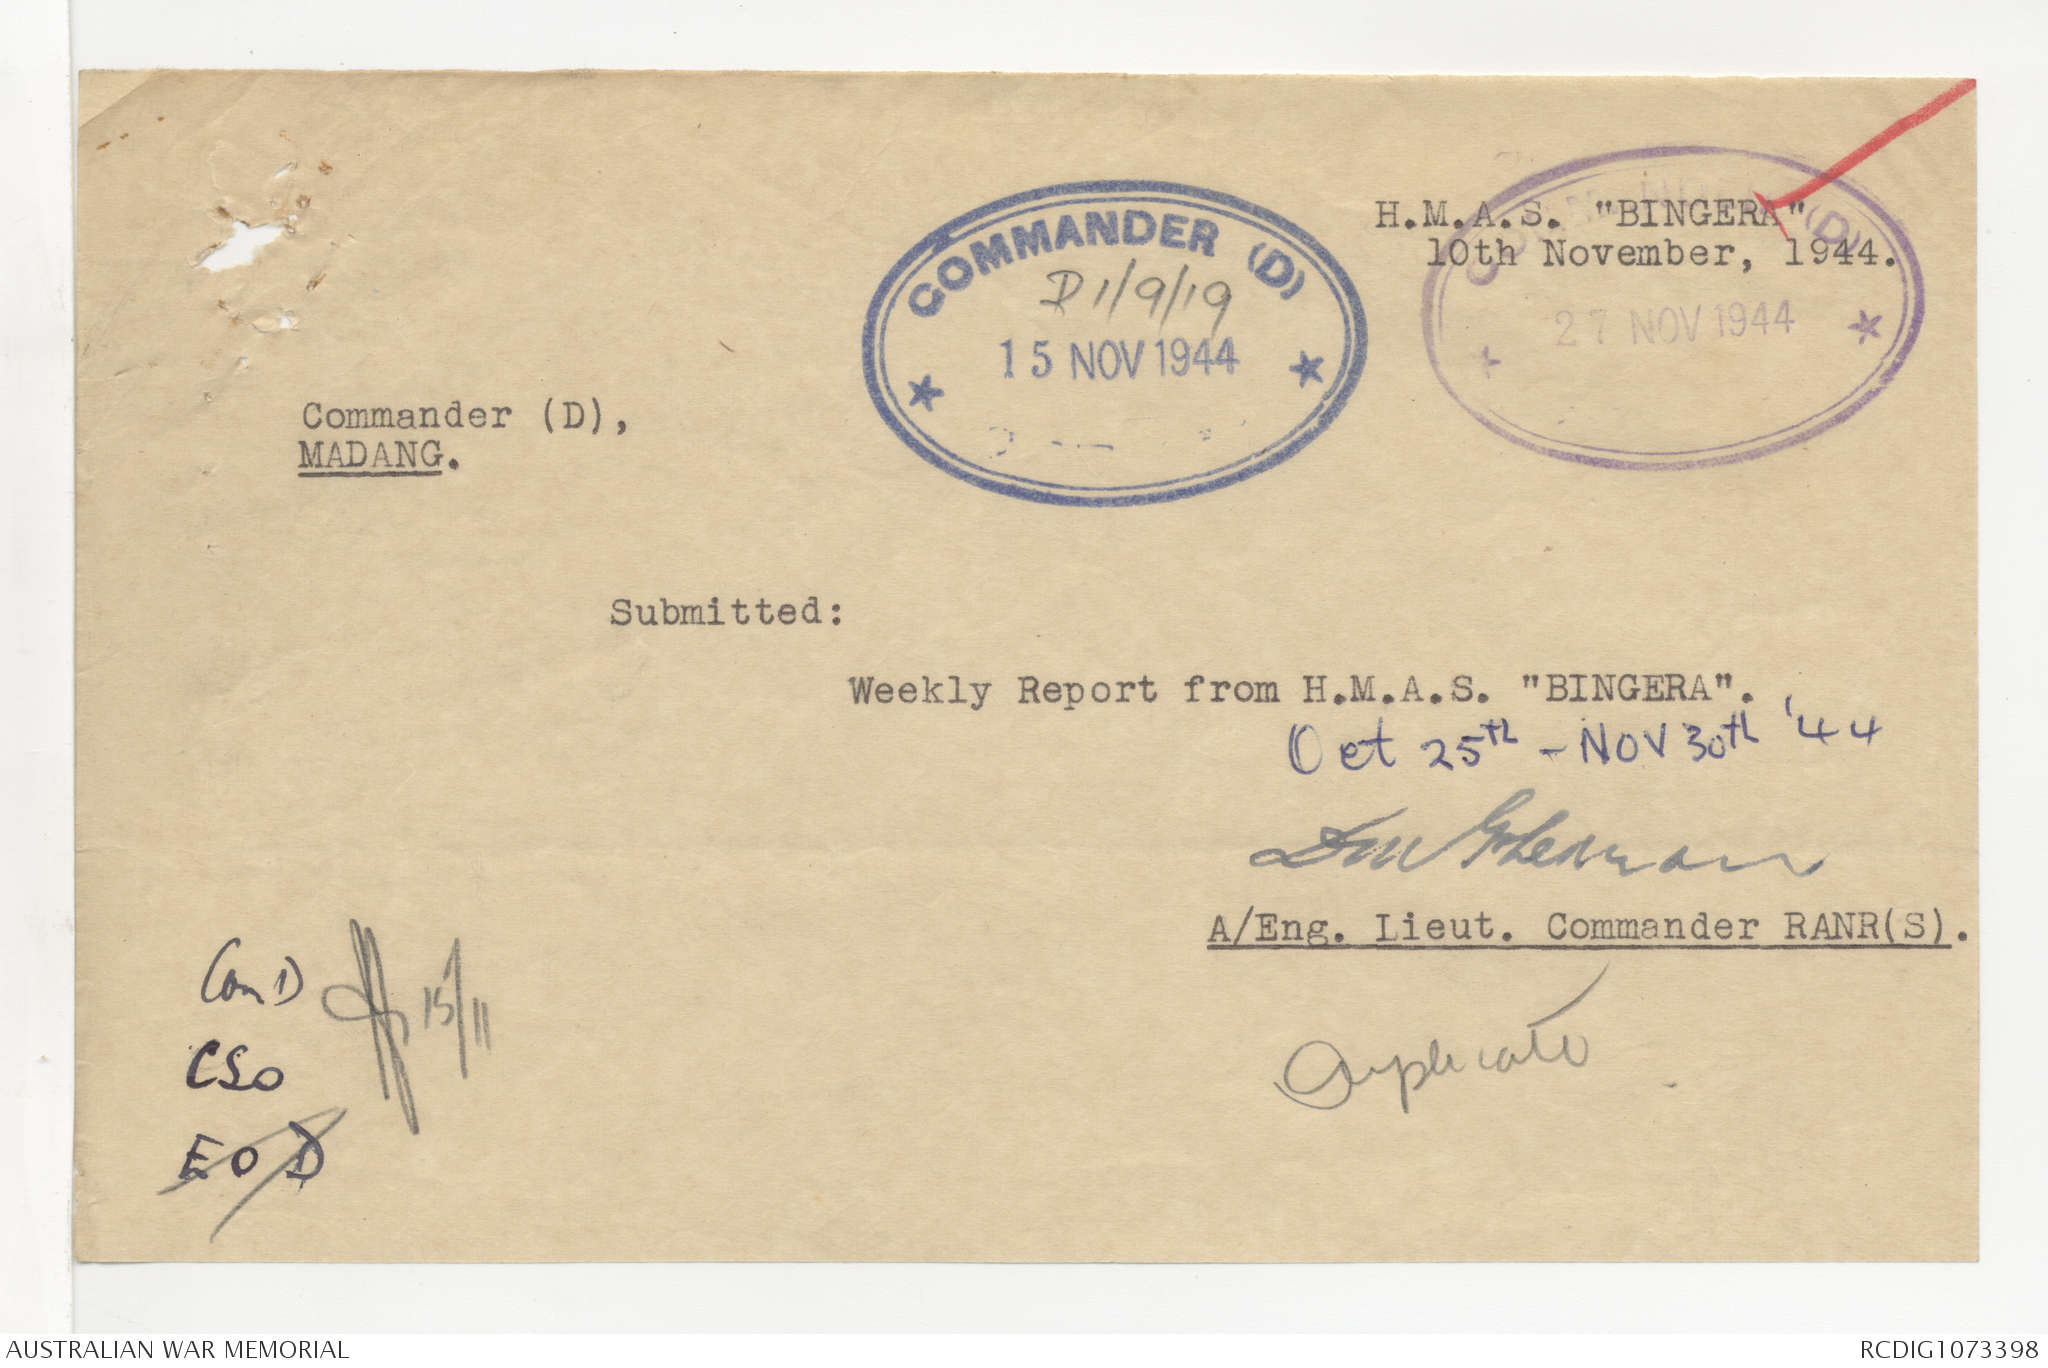 H.M.A.S. "BINGERA"
10th November, 1944.
COMMANDER (D)
D1/9/19
15 NOV 1944
(D)
27 NOV 1944
Commander (D),
MADANG.
Submitted:
Weekly Report from H.M.A.S. "BINGERA".
Oct 25th - NOV 30th '44
A/Eng. Lieut. Commander RANR(S).
Com D
15/11
CSO
EOD
Duplicate
AUSTRALIAN WAR MEMORIAL
RCDIG1073398